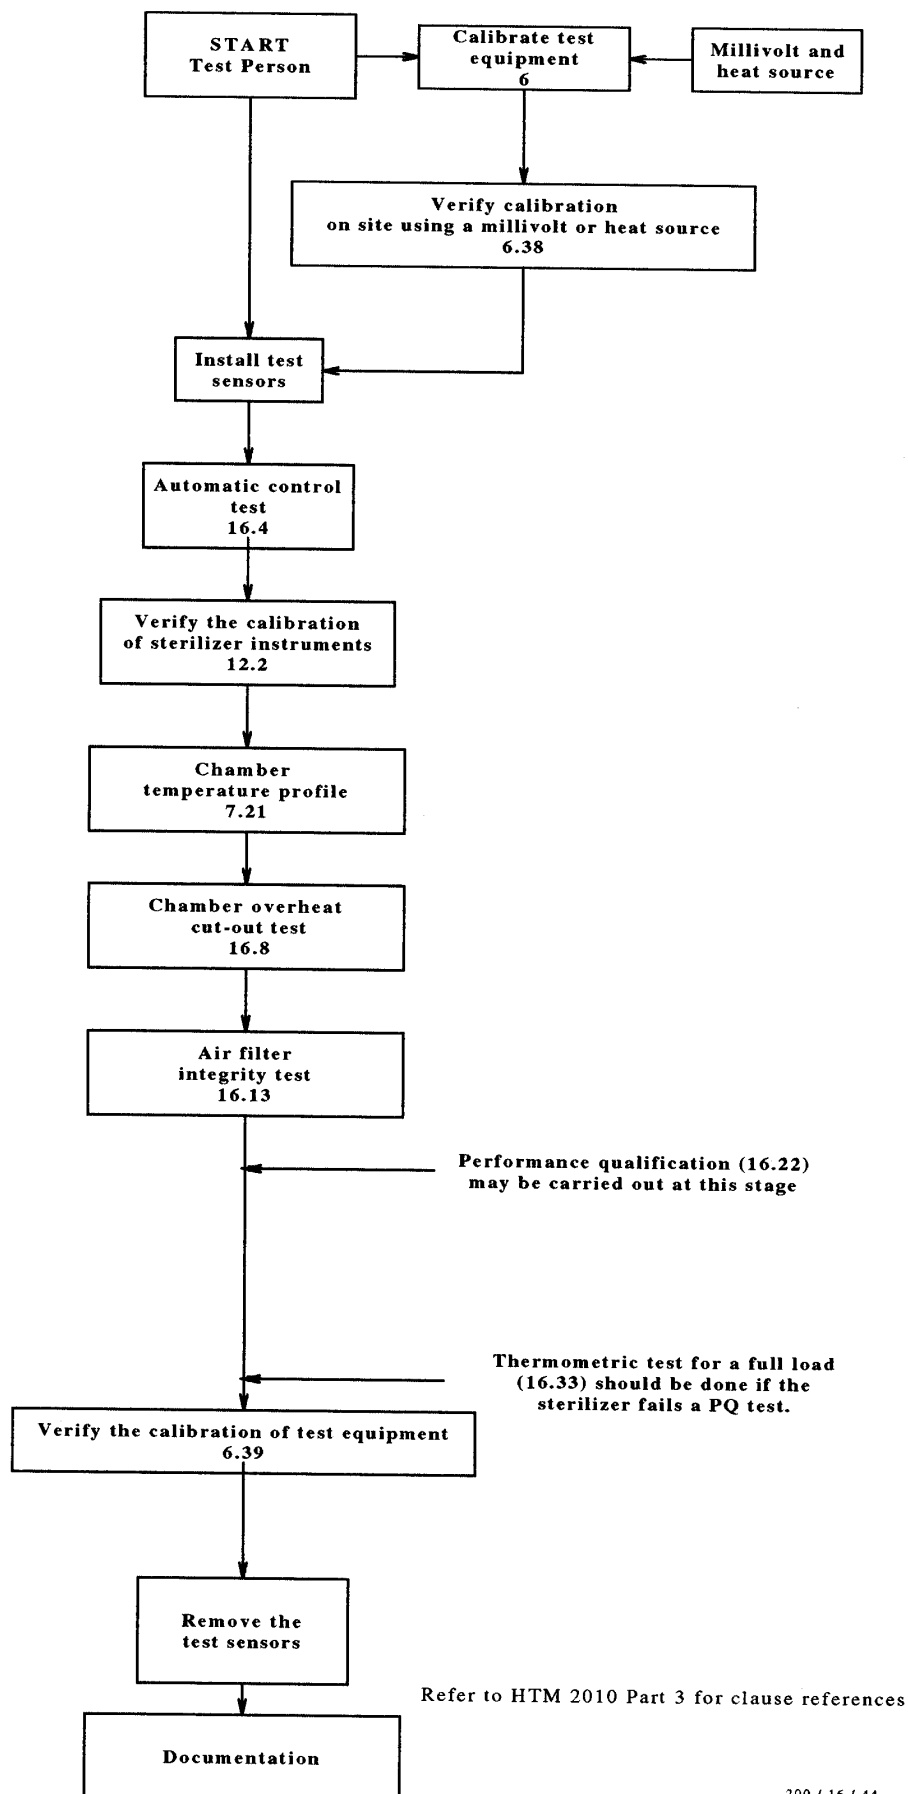 START
Test Person
Calibrate test
equipment
6
Millivolt and
heat source
Verify calibration
on site using a millivolt or heat source
6.38
Install test
sensors
Automatic control
test
16.4
Verify the calibration
of sterilizer instruments
12.2
Chamber
temperature profile
7.21
Chamber overheat
cut-out test
16.8
Air filter
integrity test
16.13
Performance qualification (16.22)
may be carried out at this stage
Thermometric test for a full load
(16.33) should be done if the
sterilizer fails a PQ test.
Verify the calibration of test equipment
6.39
Remove the
test sensors
Refer to HTM 2010 Part 3 for clause references
Documentation